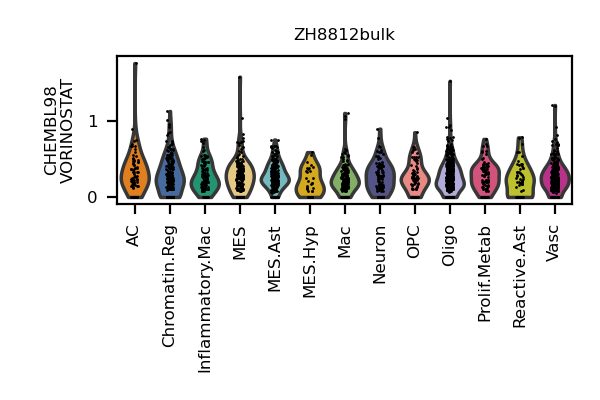 ZH8812bulk
CHEMBL98
VORINOSTAT
1
0
AC
Chromatin.Reg
Inflammatory.Mac
MES
MES.Ast
MES.Hyp
Mac
Neuron
OPC
Oligo
Prolif.Metab
Reactive.Ast
Vasc